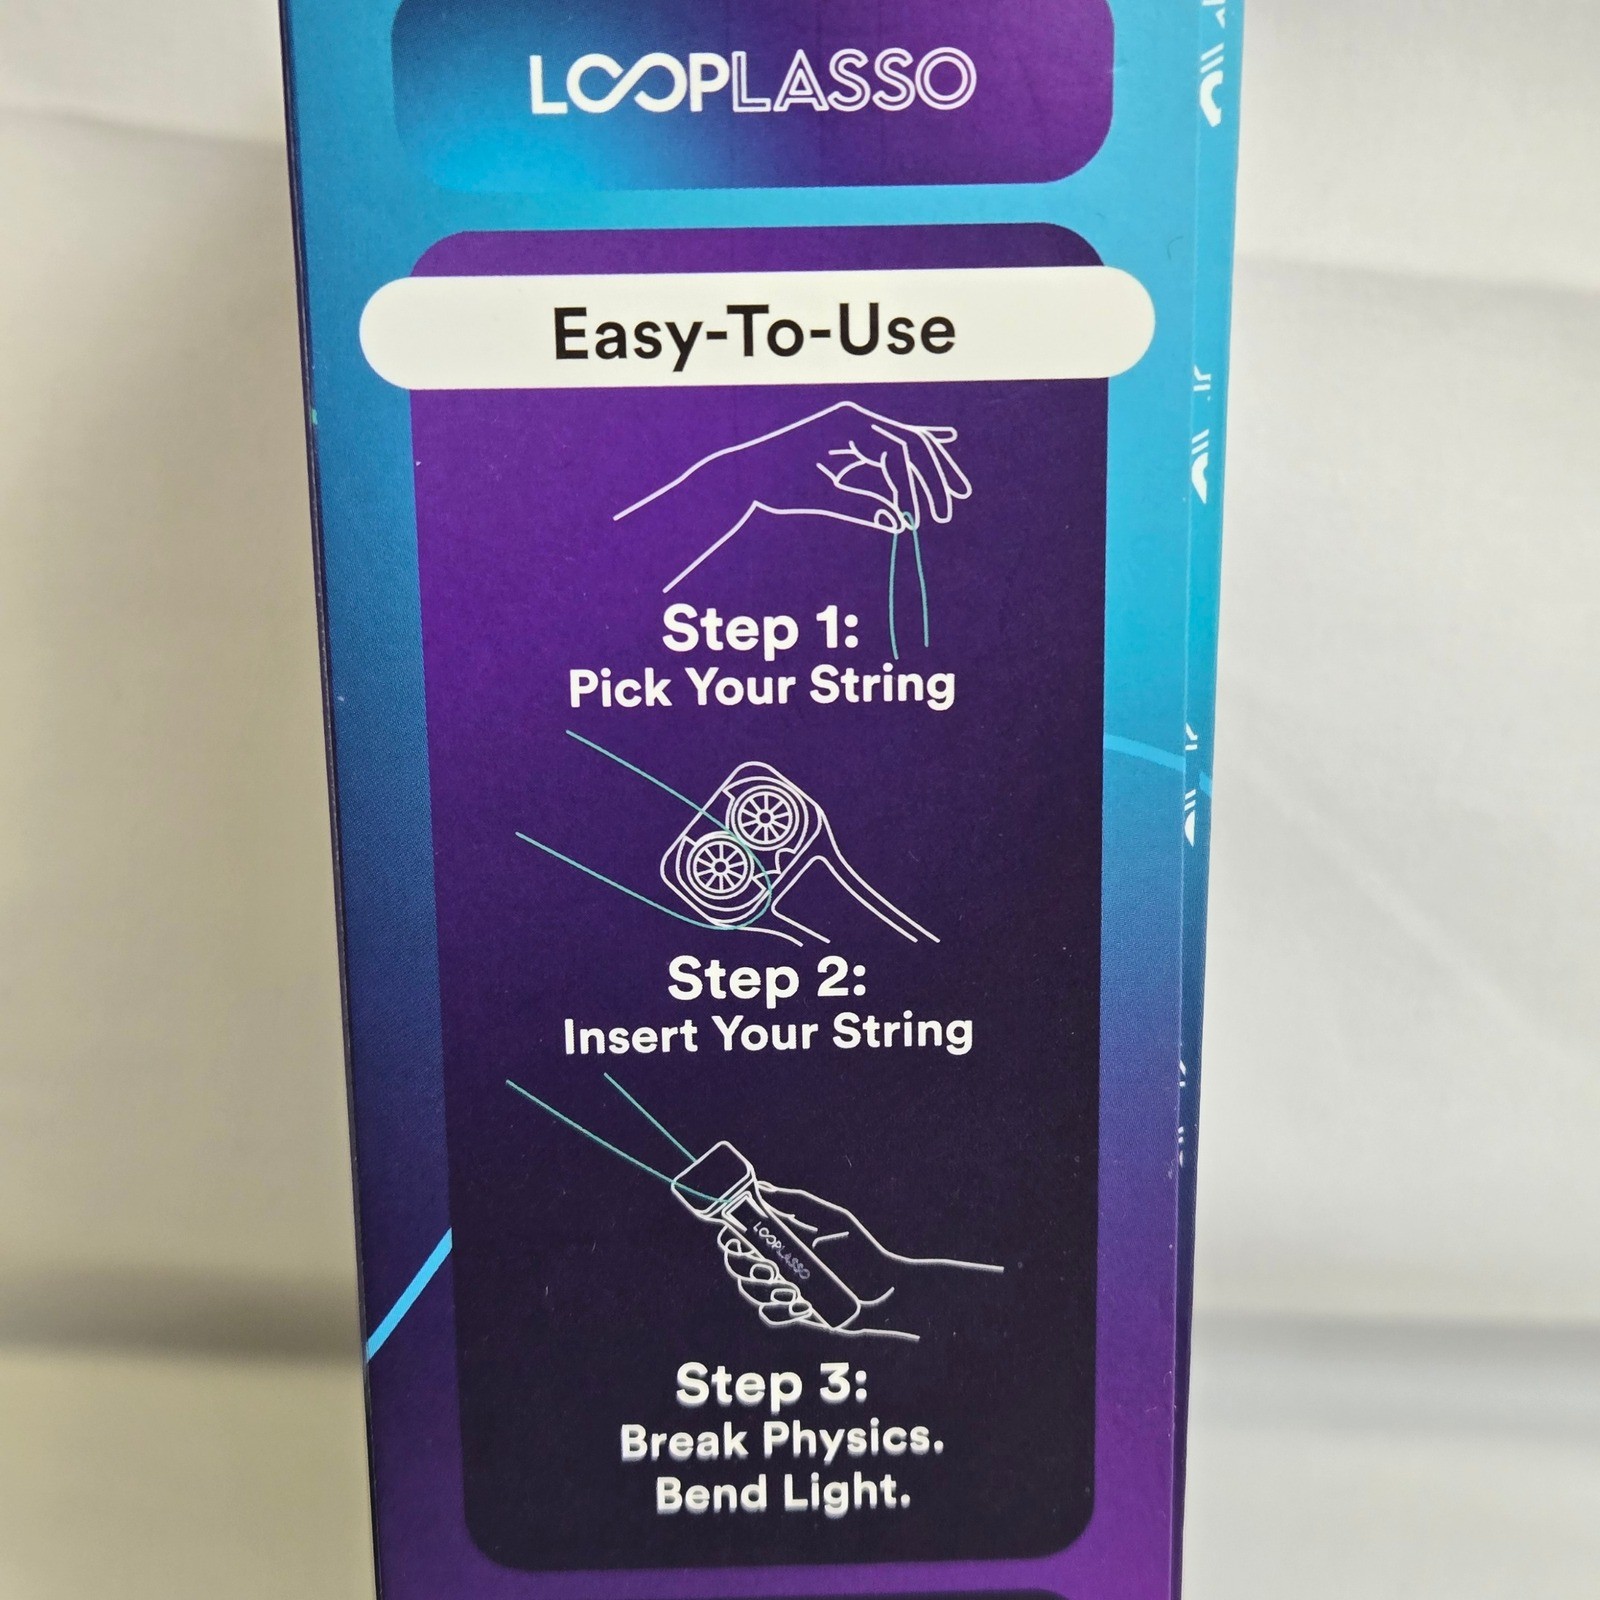 LOOPLASSO
Easy-To-Use
Step 1:
Pick Your String
Step 2:
Insert Your String
LOOPLASSO
Step 3:
Break Physics.
Bend Light.